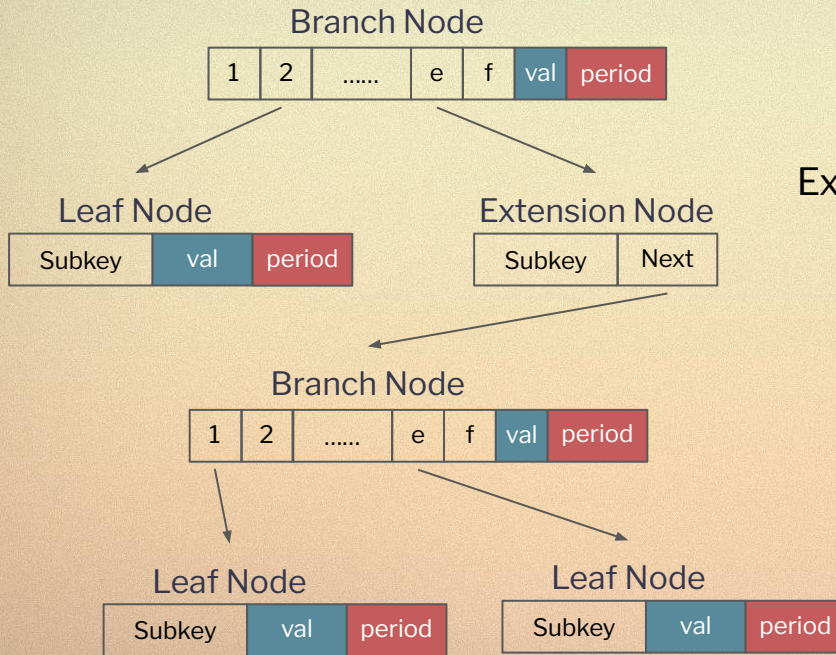 Branch Node
1 2 ...... e f val period
Ex
Leaf Node Extension Node
Subkey val period Subkey Next
Branch Node
1 2 ...... e f val period
Leaf Node Leaf Node
Subkey val period Subkey val period